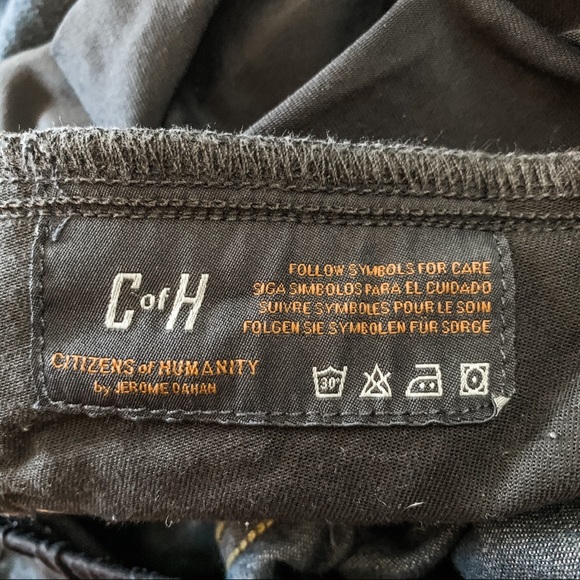 CofH
CITIZENS of HUMANITY
by JEROME DAHAN
FOLLOW SYMBOLS FOR CARE
SIGA SIMBOLOS PARA EL CUIDADO
SUIVRE SYMBOLES POUR LE SOIN
FOLGEN SIE SYMBOLEN FUR SORGE
30°